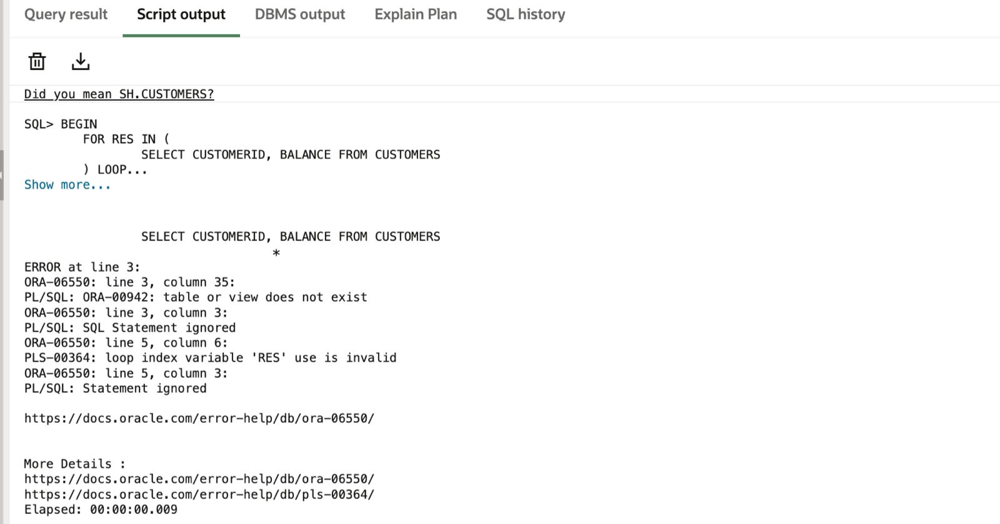 Query result Script output DBMS output Explain Plan SQL history
Did you mean SH.CUSTOMERS?
SQL> BEGIN
FOR RES IN (
SELECT CUSTOMERID, BALANCE FROM CUSTOMERS
) LOOP...
Show more...
SELECT CUSTOMERID, BALANCE FROM CUSTOMERS
*
ERROR at line 3:
ORA-06550: line 3, column 35:
PL/SQL: ORA-00942: table or view does not exist
ORA-06550: line 3, column 3:
PL/SQL: SQL Statement ignored
ORA-06550: line 5, column 6:
PLS-00364: loop index variable 'RES' use is invalid
ORA-06550: line 5, column 3:
PL/SQL: Statement ignored
https://docs.oracle.com/error-help/db/ora-06550/
More Details :
https://docs.oracle.com/error-help/db/ora-06550/
https://docs.oracle.com/error-help/db/pls-00364/
Elapsed: 00:00:00.009